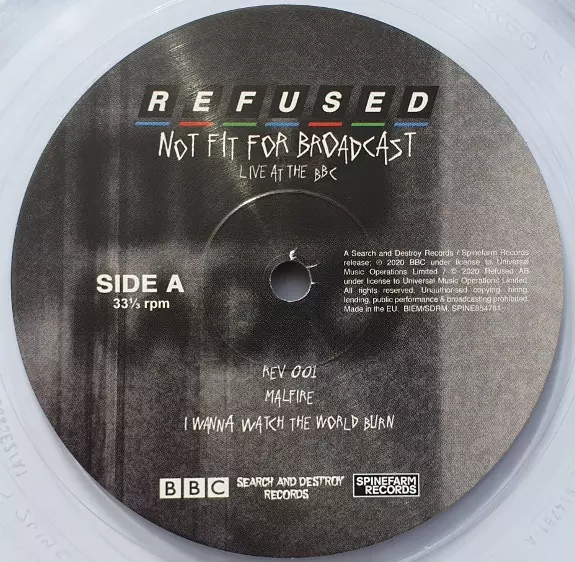 REFUSED
NOT FIT FOR BROADCAST
LIVE AT THE BBC
SIDE A
33⅓ rpm
A Search and Destroy Records / Spinefarm Records
release; ℗ 2020 BBC under license to Universal
Music Operations Limited / © 2020 Refused AB
under license to Universal Music Operations Limited.
All rights reserved. Unauthorised copying, hiring,
lending, public performance & broadcasting prohibited.
Made in the EU. BIEM/SDRM. SPINE854781
REV 001
MALFIRE
I WANNA WATCH THE WORLD BURN
BBC
SEARCH AND DESTROY
RECORDS
SPINEFARM
RECORDS